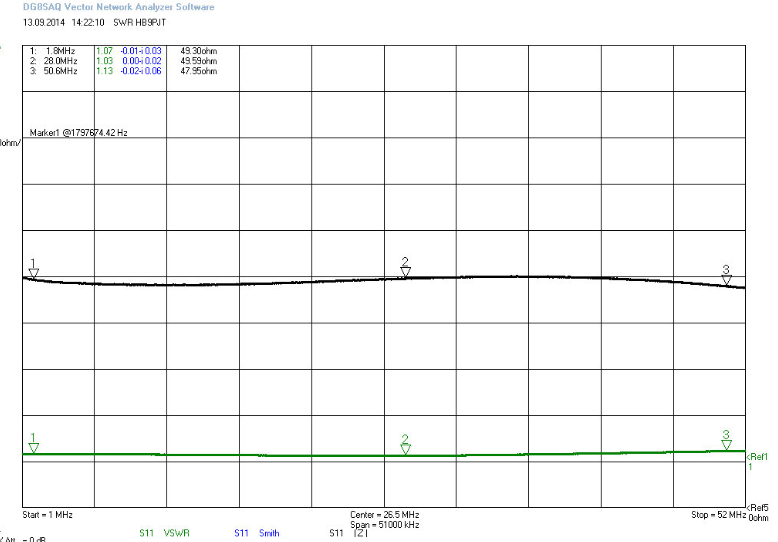 DG8SAQ Vector Network Analyzer Software
13.09.2014 14:22:10 SWR HB9PJT
1: 1.8MHz 1.07 -0.01-i 0.03 49.30ohm
2: 28.0MHz 1.03 0.00-i 0.02 49.59ohm
3: 50.6MHz 1.13 -0.02-i 0.06 47.95ohm
Marker1 @1797674.42 Hz
ohm/
1 2 3
1 2 3
<Ref1
1
<Ref5
Start = 1 MHz Center = 26.5 MHz Stop = 52 MHz 0ohm
Span = 51000 kHz
S11 VSWR S11 Smith S11 |Z|
Att. = 0 dB